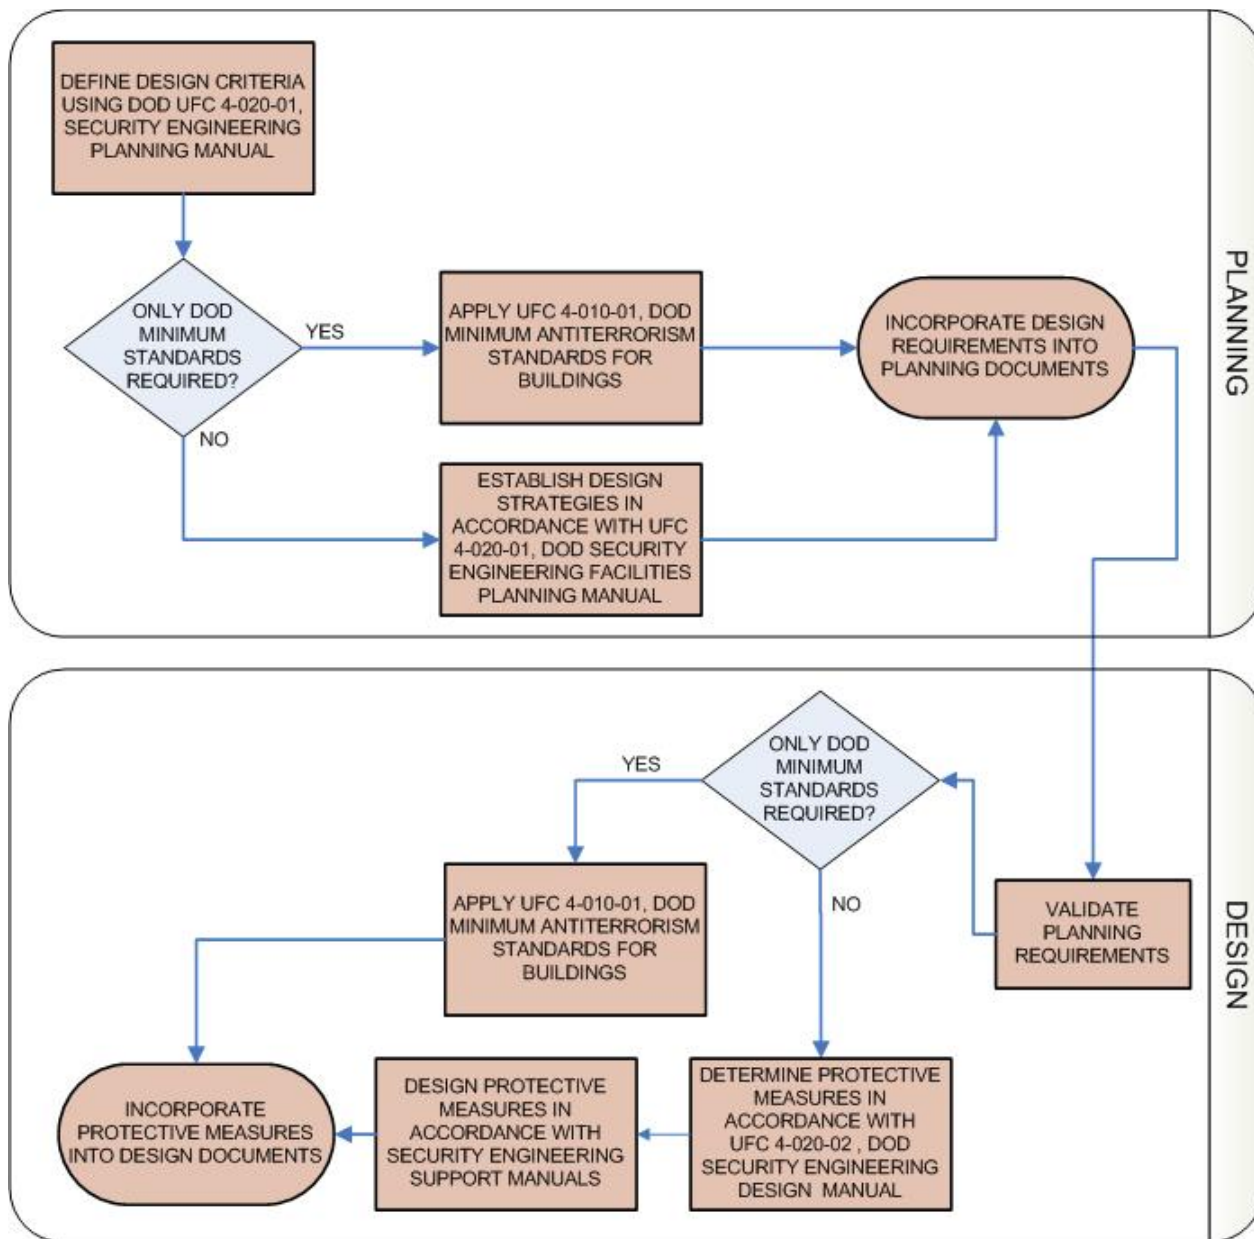 DEFINE DESIGN CRITERIA
USING DOD UFC 4-020-01,
SECURITY ENGINEERING
PLANNING MANUAL
ONLY DOD
MINIMUM
STANDARDS
REQUIRED?
YES
NO
APPLY UFC 4-010-01, DOD
MINIMUM ANTITERRORISM
STANDARDS FOR
BUILDINGS
INCORPORATE DESIGN
REQUIREMENTS INTO
PLANNING DOCUMENTS
ESTABLISH DESIGN
STRATEGIES IN
ACCORDANCE WITH UFC
4-020-01, DOD SECURITY
ENGINEERING FACILITIES
PLANNING MANUAL
PLANNING
ONLY DOD
MINIMUM
STANDARDS
REQUIRED?
YES
NO
APPLY UFC 4-010-01, DOD
MINIMUM ANTITERRORISM
STANDARDS FOR
BUILDINGS
VALIDATE
PLANNING
REQUIREMENTS
INCORPORATE
PROTECTIVE MEASURES
INTO DESIGN DOCUMENTS
DESIGN PROTECTIVE
MEASURES IN
ACCORDANCE WITH
SECURITY ENGINEERING
SUPPORT MANUALS
DETERMINE PROTECTIVE
MEASURES IN
ACCORDANCE WITH
UFC 4-020-02 , DOD
SECURITY ENGINEERING
DESIGN MANUAL
DESIGN